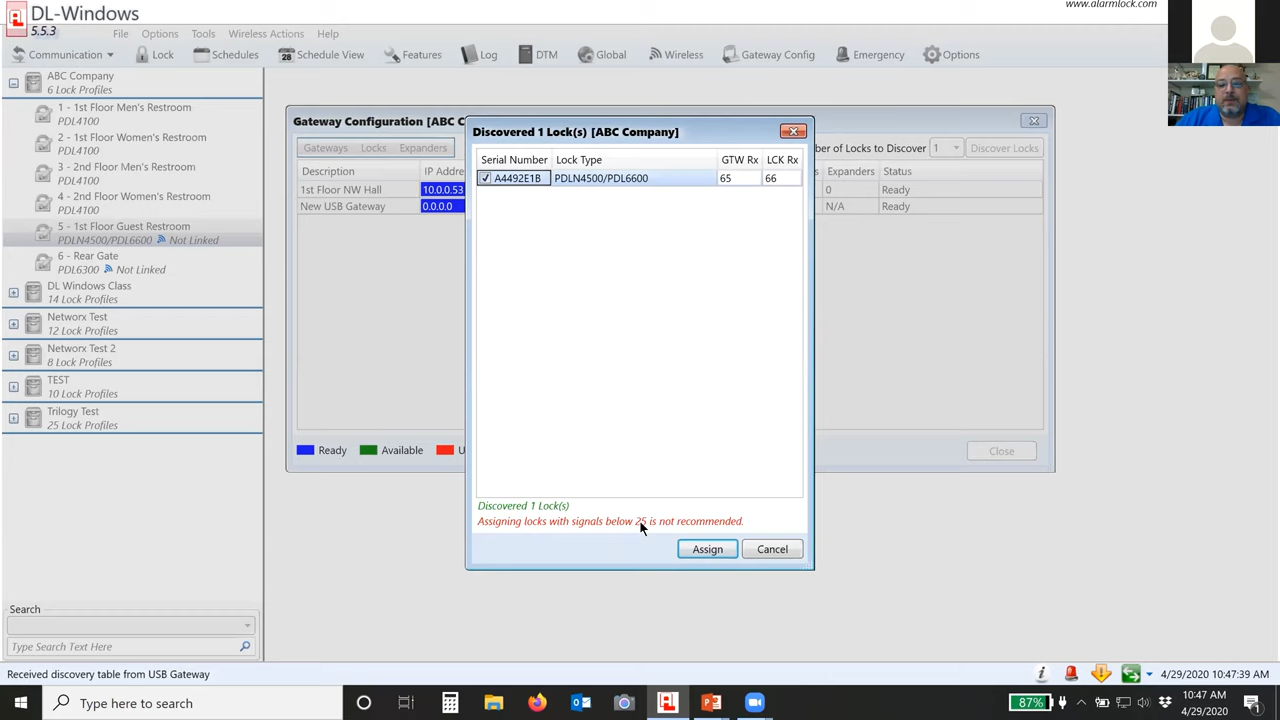 DL-Windows
5.5.3
www.alarmlock.com
File Options Tools Wireless Actions Help
Communication Lock Schedules 28 Schedule View Features Log DTM Global Wireless Gateway Config Emergency Options
ABC Company
6 Lock Profiles
1 - 1st Floor Men's Restroom
PDL4100
2 - 1st Floor Women's Restroom
PDL4100
3 - 2nd Floor Men's Restroom
PDL4100
4 - 2nd Floor Women's Restroom
PDL4100
5 - 1st Floor Guest Restroom
PDLN4500/PDL6600 Not Linked
6 - Rear Gate
PDL6300 Not Linked
DL Windows Class
14 Lock Profiles
Networx Test
12 Lock Profiles
Networx Test 2
8 Lock Profiles
TEST
10 Lock Profiles
Trilogy Test
25 Lock Profiles
Search
Type Search Text Here
Gateway Configuration [ABC C
Gateways Locks Expanders
ber of Locks to Discover 1 Discover Locks
Description IP Addre Expanders Status
1st Floor NW Hall 10.0.0.53 0 Ready
New USB Gateway 0.0.0.0 N/A Ready
Ready Available U
Close
Discovered 1 Lock(s) [ABC Company]
Serial Number Lock Type GTW Rx LCK Rx
A4492E1B PDLN4500/PDL6600 65 66
Discovered 1 Lock(s)
Assigning locks with signals below 25 is not recommended.
Assign Cancel
Received discovery table from USB Gateway
4/29/2020 10:47:39 AM
Type here to search
87%
10:47 AM
4/29/2020
1